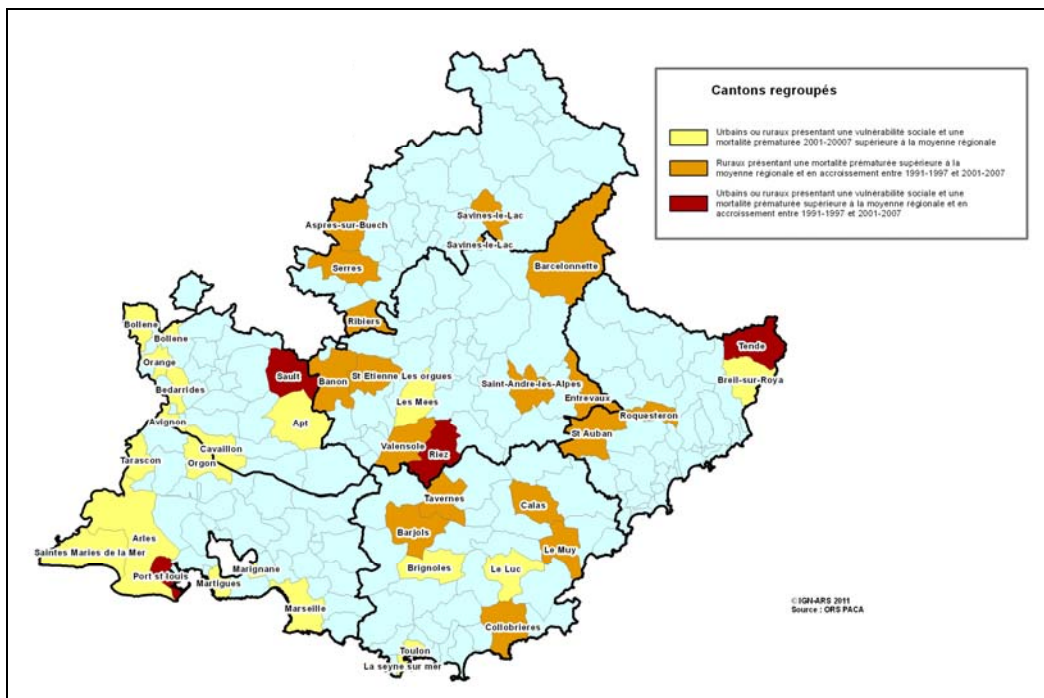 Cantons regroupés
Urbains ou ruraux présentant une vulnérabilité sociale et une
mortalité prématurée 2001-20007 supérieure à la moyenne régionale
Ruraux présentant une mortalité prématurée supérieure à la
moyenne régionale et en accroissement entre 1991-1997 et 2001-2007
Urbains ou ruraux présentant une vulnérabilité sociale et une
mortalité prématurée supérieure à la moyenne régionale et en
accroissement entre 1991-1997 et 2001-2007
Aspres-sur-Buech
Savines-le-Lac
Savines-le-Lac
Serres
Barcelonnette
Ribiers
Bollene
Bollene
Orange
Bedarrides
Avignon
Sault
Banon
St Etienne Les orgues
Apt
Les Mees
Saint-Andre-les-Alpes
Entrevaux
Roquesteron
St Auban
Tende
Breil-sur-Roya
Cavaillon
Orgon
Tarascon
Valensole
Riez
Tavernes
Barjols
Calas
Le Muy
Arles
Saintes Maries de la Mer
Port st louis
Martigues
Marignane
Marseille
Brignoles
Le Luc
Collobrieres
Toulon
La seyne sur mer
©IGN-ARS 2011
Source : ORS PACA